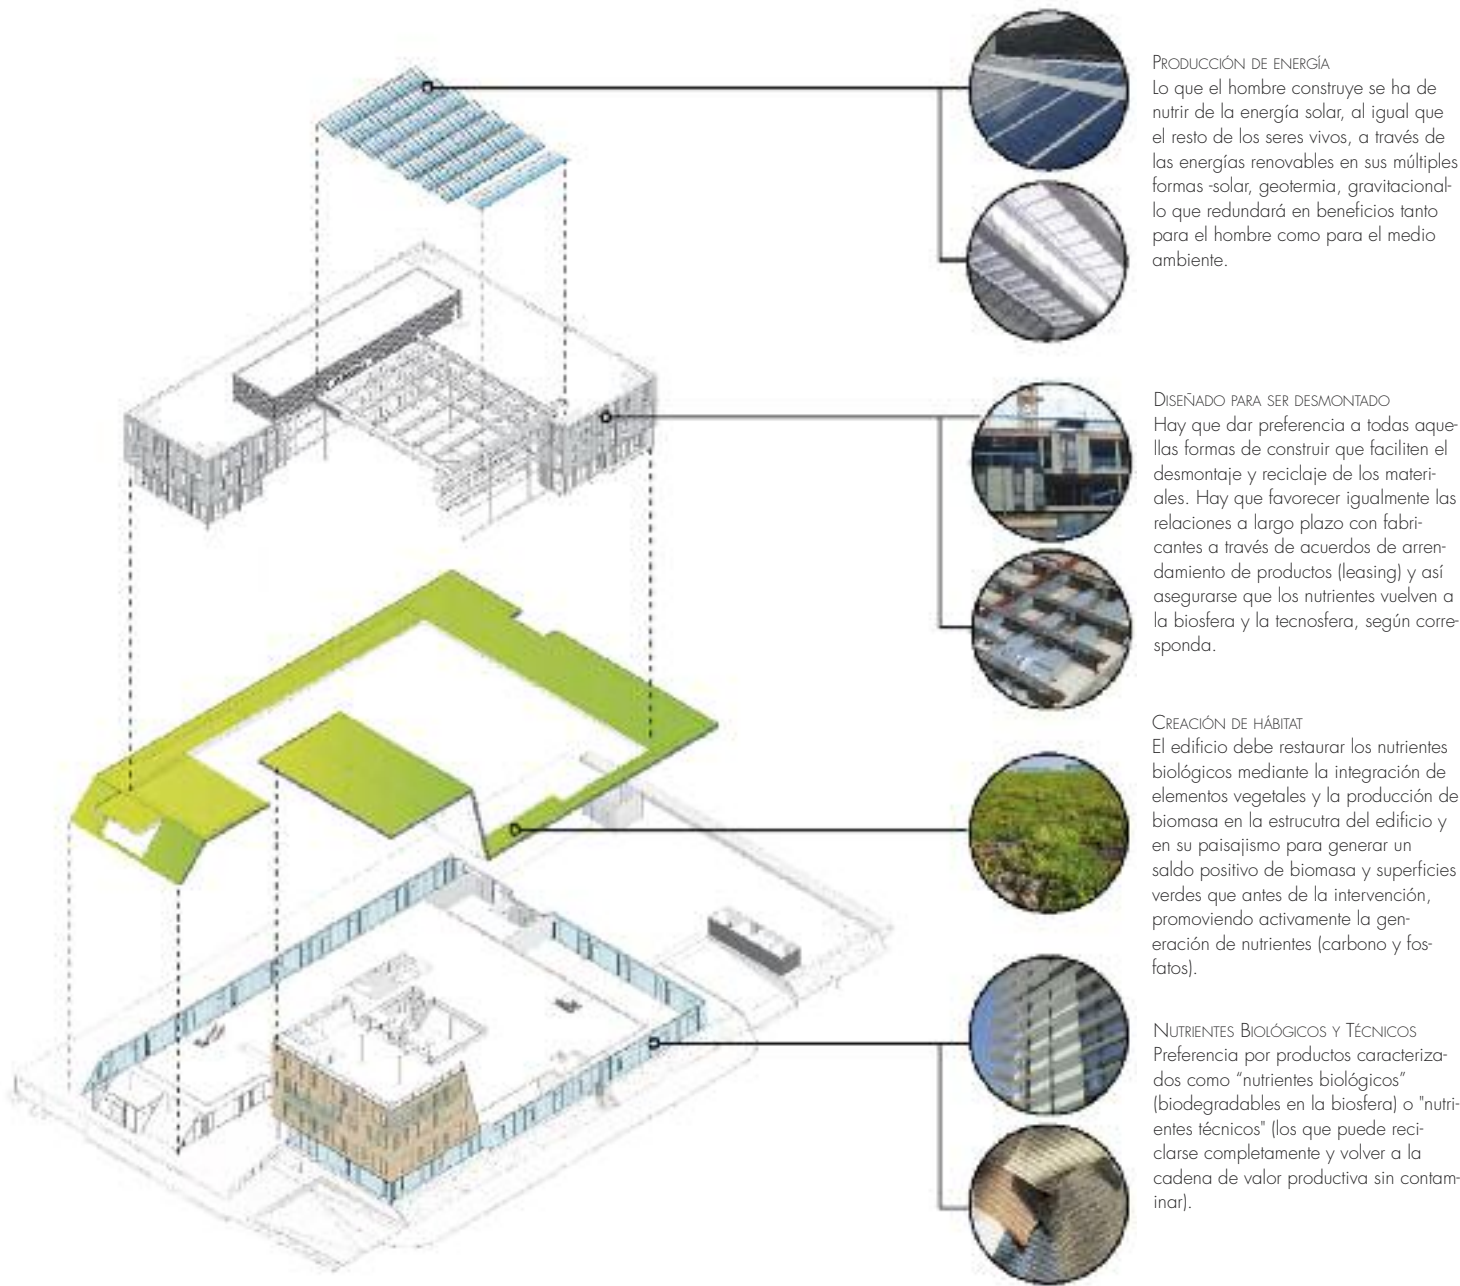 PRODUCCIÓN DE ENERGÍA
Lo que el hombre construye se ha de
nutrir de la energía solar, al igual que
el resto de los seres vivos, a través de
las energías renovables en sus múltiples
formas -solar, geotermia, gravitacional-
lo que redundará en beneficios tanto
para el hombre como para el medio
ambiente.
DISEÑADO PARA SER DESMONTADO
Hay que dar preferencia a todas aque-
llas formas de construir que faciliten el
desmontaje y reciclaje de los materi-
ales. Hay que favorecer igualmente las
relaciones a largo plazo con fabri-
cantes a través de acuerdos de arren-
damiento de productos (leasing) y así
asegurarse que los nutrientes vuelven a
la biosfera y la tecnosfera, según corre-
sponda.
CREACIÓN DE HÁBITAT
El edificio debe restaurar los nutrientes
biológicos mediante la integración de
elementos vegetales y la producción de
biomasa en la estrucutra del edificio y
en su paisajismo para generar un
saldo positivo de biomasa y superficies
verdes que antes de la intervención,
promoviendo activamente la gen-
eración de nutrientes (carbono y fos-
fatos).
NUTRIENTES BIOLÓGICOS Y TÉCNICOS
Preferencia por productos caracteriza-
dos como “nutrientes biológicos”
(biodegradables en la biosfera) o "nutri-
entes técnicos" (los que puede reci-
clarse completamente y volver a la
cadena de valor productiva sin contam-
inar).